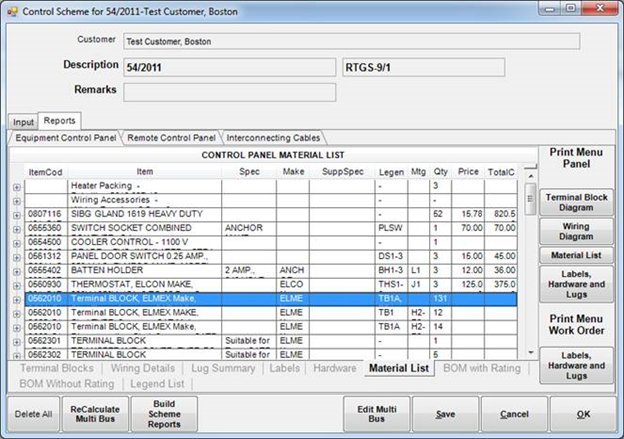 Control Scheme for 54/2011-Test Customer, Boston
Customer Test Customer, Boston
Description 54/2011 RTGS-9/1
Remarks
Input Reports
Equipment Control Panel Remote Control Panel Interconnecting Cables
CONTROL PANEL MATERIAL LIST
ItemCod Item Spec Make SuppSpec Legen Mtg Qty Price TotalC
Heater Packing - - 3
Wiring Accessories - -
0807116 SIBG GLAND 1619 HEAVY DUTY 52 15.78 820.5
0655360 SWITCH SOCKET COMBINED ANCHOR PLSW 1 70.00 70.00
0654500 COOLER CONTROL - 1100 V - 1
0561312 PANEL DOOR SWITCH 0.25 AMP., DS1-3 3 15.00 45.00
0655402 BATTEN HOLDER 2 AMP., ANCH BH1-3 L1 3 12.00 36.00
0560930 THERMOSTAT, ELCON MAKE, ELCO THS1- J1 3 125.0 375.0
0562010 Terminal BLOCK, ELMEX Make, ELME TB1A, 131
0562010 Terminal BLOCK, ELMEX Make, ELME TB1 H2- 12
0562010 Terminal BLOCK, ELMEX Make, ELME TB1A H2- 14
0562301 TERMINAL BLOCK Suitable for ELME - 1
0562302 TERMINAL BLOCK Suitable for ELME - 6
Terminal Blocks Wiring Details Lug Summary Labels Hardware Material List BOM with Rating
BOM Without Rating Legend List
Print Menu
Panel
Terminal Block
Diagram
Wiring
Diagram
Material List
Labels,
Hardware and
Lugs
Print Menu
Work Order
Labels,
Hardware and
Lugs
Delete All
ReCalculate
Multi Bus
Build
Scheme
Reports
Edit Multi
Bus
Save
Cancel
OK